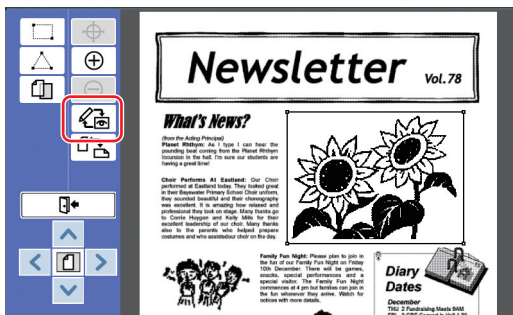 Newsletter Vol. 78
What's News?
(from the Acting Principal)
Planet Rhthym: As I type I can hear the
pounding beat coming from the Planet Rhthym
Incursion in the hall. I'm sure our students are
having a great time!
Choir Performs At Eastland: Our Choir
performed at Eastland today. They looked great
in their Bayswater Primary School Choir uniform,
they sounded beautiful and their choreography
was excellent. It is amazing how relaxed and
professional they look on stage. Many thanks go
to Corrie Huygen and Kelly Mills for their
excellent leadership of our choir. Many thanks
also to the parents who helped prepare
costumes and who assistedour choir on the day.
Family Fun Night: Please plan to join in
the fun of our Family Fun Night on Friday
10th December. There will be games,
snacks, special performances and a
special visitor. The Family Fun Night
commences at 4 pm but families can join in
the fun whenever they arrive. Watch for
notices with more details.
Diary
Dates
December
THU 2 Fundraising Meets 9AM